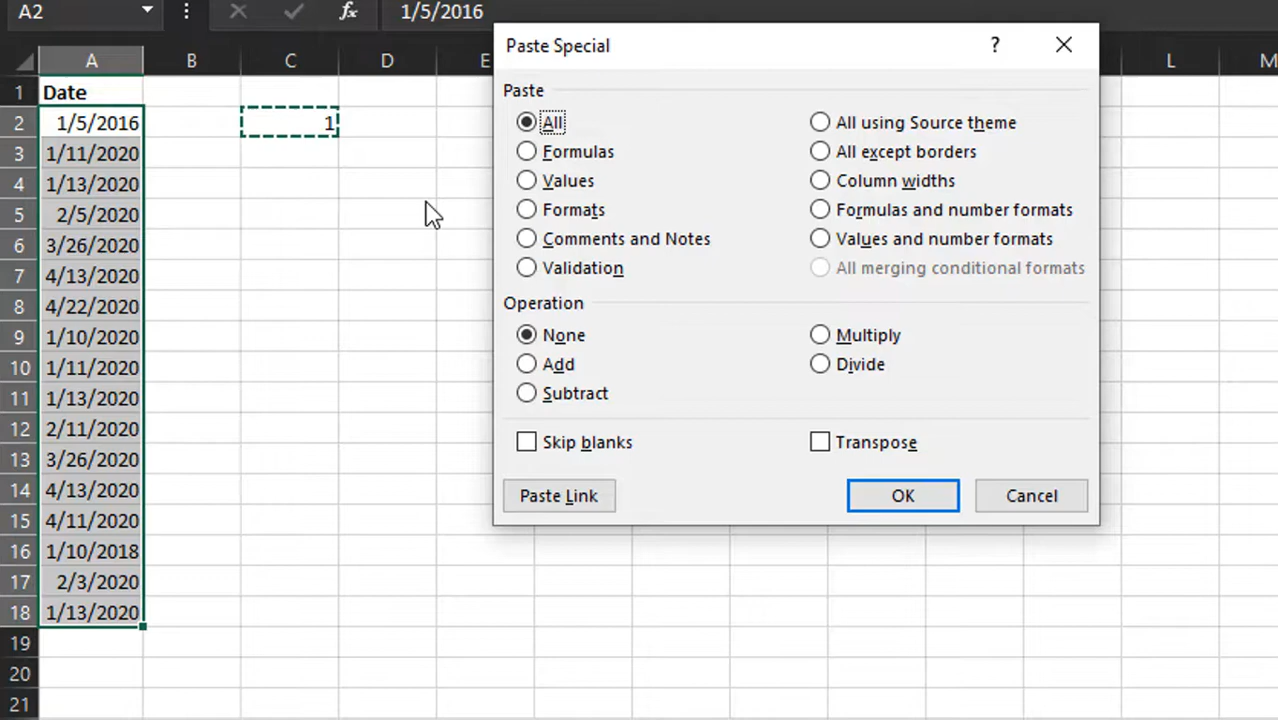 A2 fx 1/5/2016
A B C D E L M
1 Date
2 1/5/2016 1
3 1/11/2020
4 1/13/2020
5 2/5/2020
6 3/26/2020
7 4/13/2020
8 4/22/2020
9 1/10/2020
10 1/11/2020
11 1/13/2020
12 2/11/2020
13 3/26/2020
14 4/13/2020
15 4/11/2020
16 1/10/2018
17 2/3/2020
18 1/13/2020
19
20
21
Paste Special ?
Paste
All All using Source theme
Formulas All except borders
Values Column widths
Formats Formulas and number formats
Comments and Notes Values and number formats
Validation All merging conditional formats
Operation
None Multiply
Add Divide
Subtract
Skip blanks Transpose
Paste Link OK Cancel